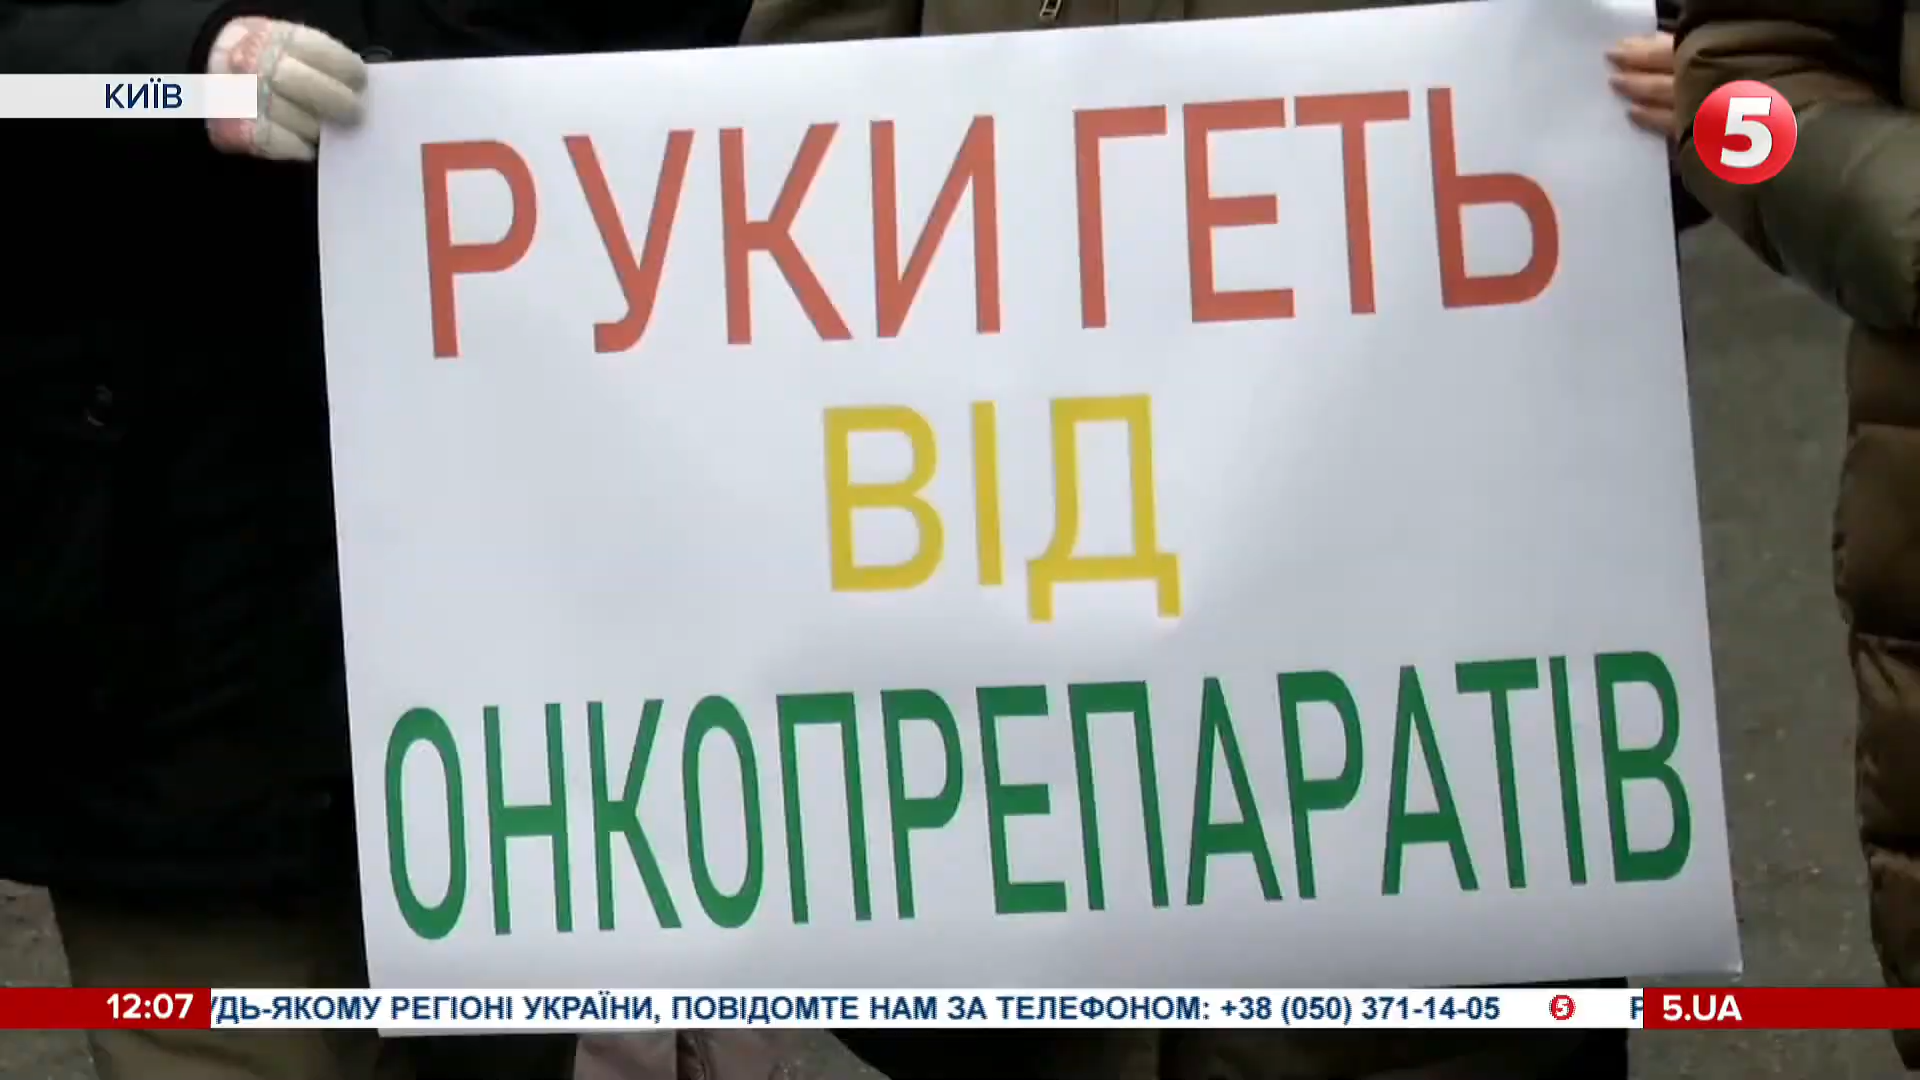 КИЇВ
5
РУКИ ГЕТЬ
ВІД
ОНКОПРЕПАРАТІВ
12:07
УДЬ-ЯКОМУ РЕГІОНІ УКРАЇНИ, ПОВІДОМТЕ НАМ ЗА ТЕЛЕФОНОМ: +38 (050) 371-14-05
5
5.UA